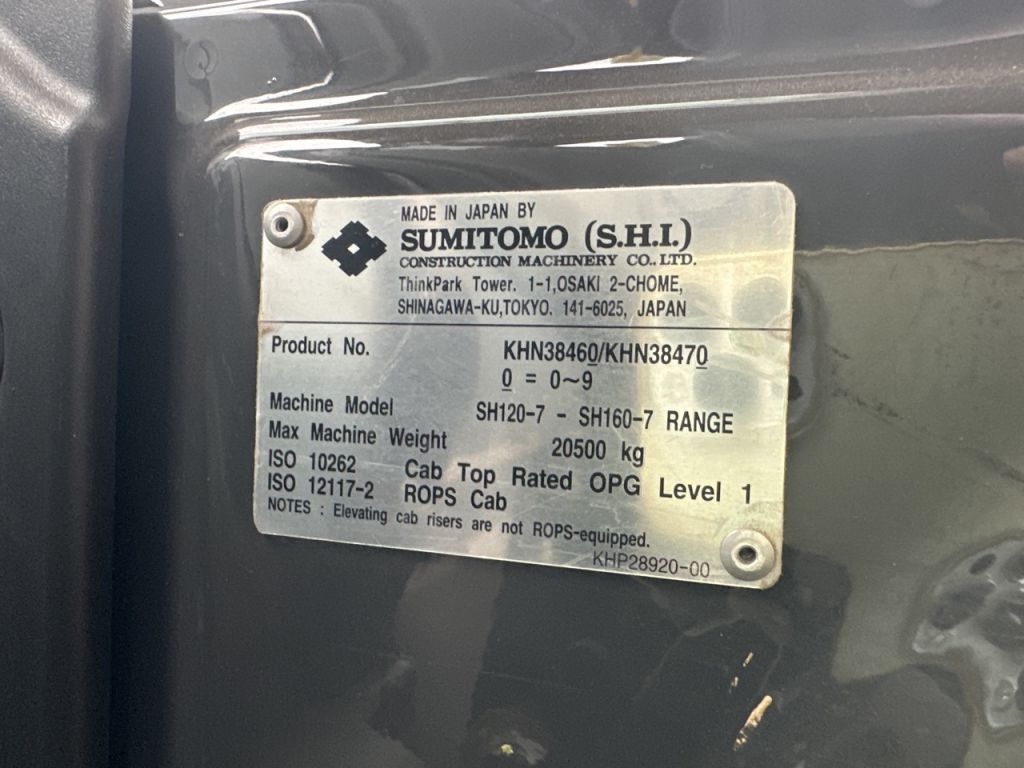 MADE IN JAPAN BY
SUMITOMO (S.H.I.)
CONSTRUCTION MACHINERY CO., LTD.
ThinkPark Tower. 1-1,OSAKI 2-CHOME,
SHINAGAWA-KU,TOKYO. 141-6025, JAPAN
Product No. KHN38460/KHN38470
0 = 0~9
Machine Model SH120-7 - SH160-7 RANGE
Max Machine Weight 20500 kg
ISO 10262 Cab Top Rated OPG Level 1
ISO 12117-2 ROPS Cab
NOTES : Elevating cab risers are not ROPS-equipped.
KHP28920-00